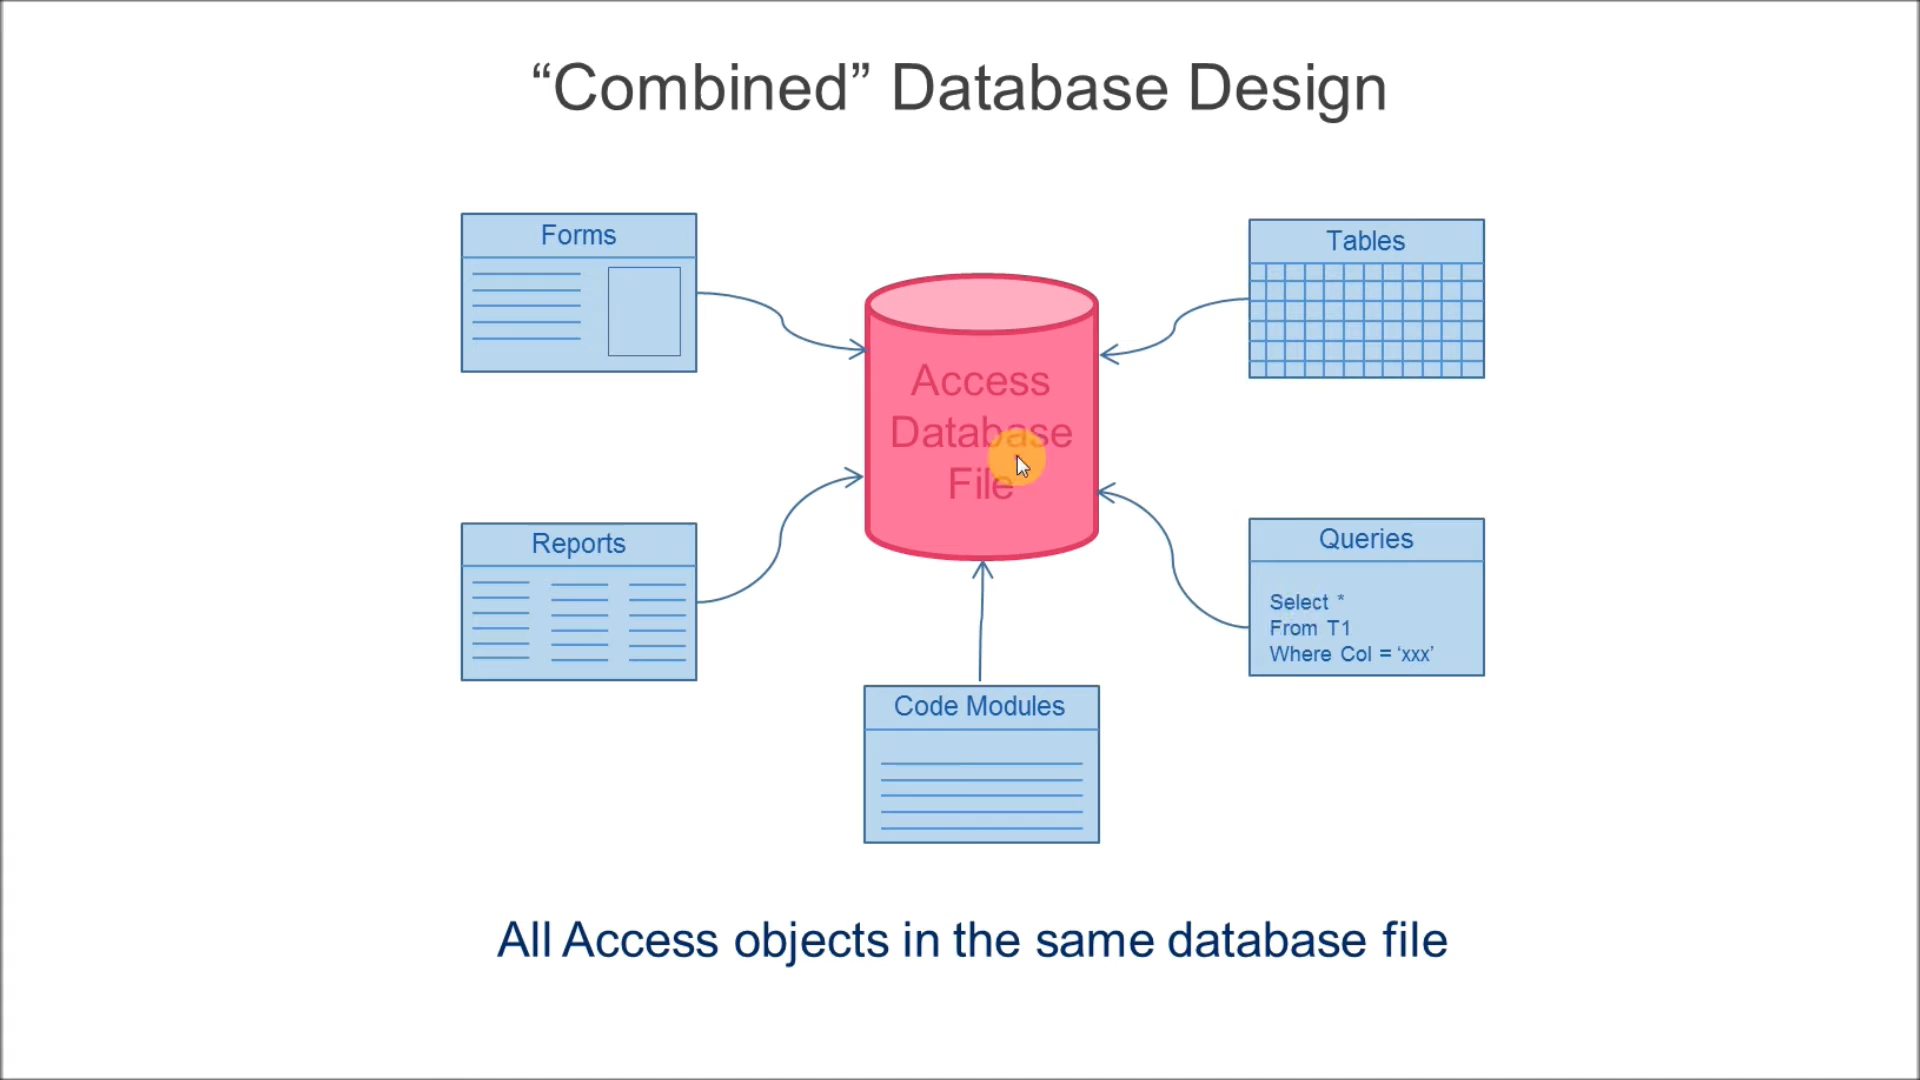 “Combined” Database Design
Forms
Tables
Access
Database
File
Reports
Queries
Select *
From T1
Where Col = ‘xxx’
Code Modules
All Access objects in the same database file